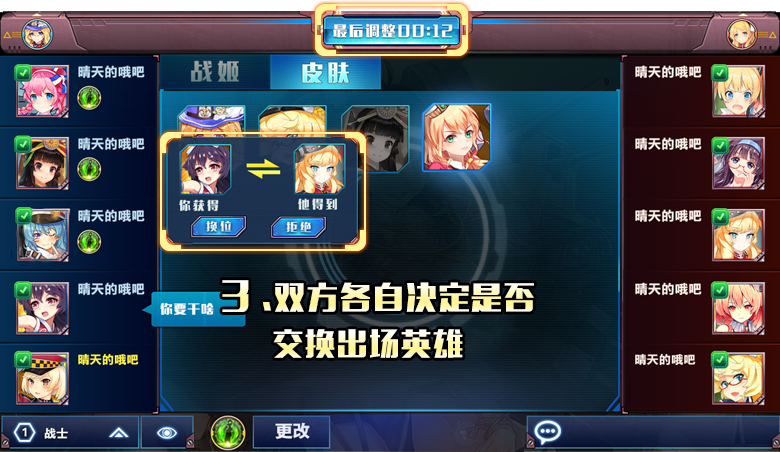 最后调整00:12
战姬
皮肤
晴天的哦吧
晴天的哦吧
晴天的哦吧
晴天的哦吧
晴天的哦吧
晴天的哦吧
晴天的哦吧
晴天的哦吧
晴天的哦吧
晴天的哦吧
你获得
他得到
换位
拒绝
你要干啥
3、双方各自决定是否
交换出场英雄
1
战士
更改